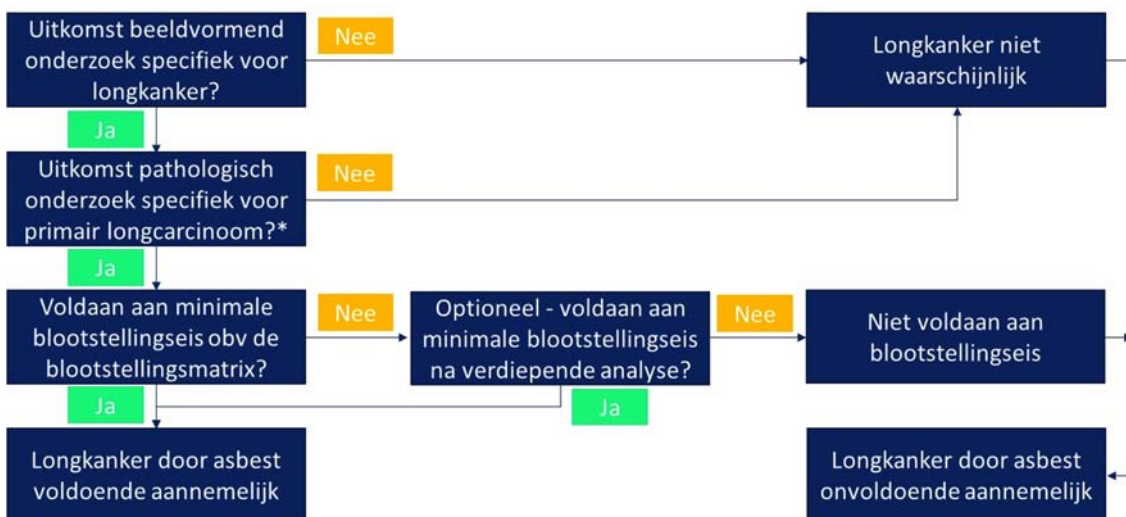 Uitkomst beeldvormend
onderzoek specifiek voor
longkanker?
Nee
Longkanker niet
waarschijnlijk
Ja
Uitkomst pathologisch
onderzoek specifiek voor
primair longcarcinoom?*
Nee
Ja
Voldaan aan minimale
blootstellingseis obv de
blootstellingsmatrix?
Nee
Optioneel - voldaan aan
minimale blootstellingseis
na verdiepende analyse?
Nee
Niet voldaan aan
blootstellingseis
Ja
Ja
Longkanker door asbest
voldoende aannemelijk
Longkanker door asbest
onvoldoende aannemelijk